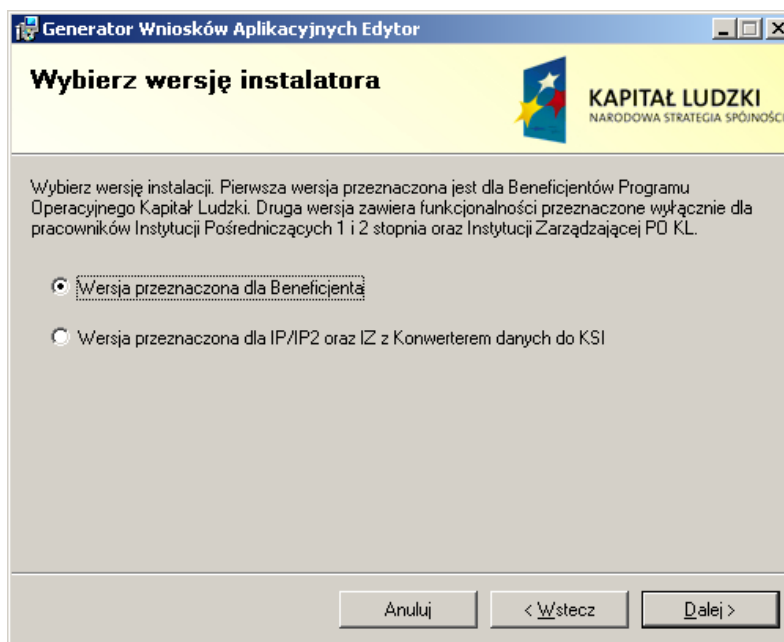 Generator Wniosków Aplikacyjnych Edytor
Wybierz wersję instalatora
KAPITAŁ LUDZKI
NARODOWA STRATEGIA SPÓJNOŚCI
Wybierz wersję instalacji. Pierwsza wersja przeznaczona jest dla Beneficjentów Programu
Operacyjnego Kapitał Ludzki. Druga wersja zawiera funkcjonalności przeznaczone wyłącznie dla
pracowników Instytucji Pośredniczących 1 i 2 stopnia oraz Instytucji Zarządzającej PO KL.
Wersja przeznaczona dla Beneficjenta
Wersja przeznaczona dla IP/IP2 oraz IZ z Konwerterem danych do KSI
Anuluj < Wstecz Dalej >